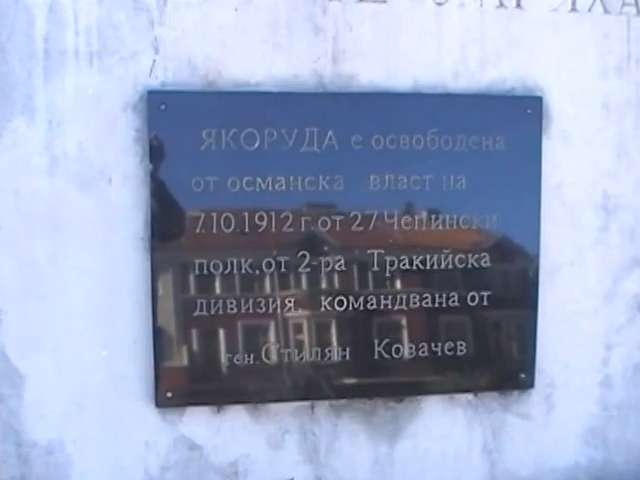 ЯКОРУДА е освободена
от османска власт на
7.10.1912 г. от 27 Чепински
полк, от 2-ра Тракийска
дивизия, командвана от
ген. Стилян Ковачев